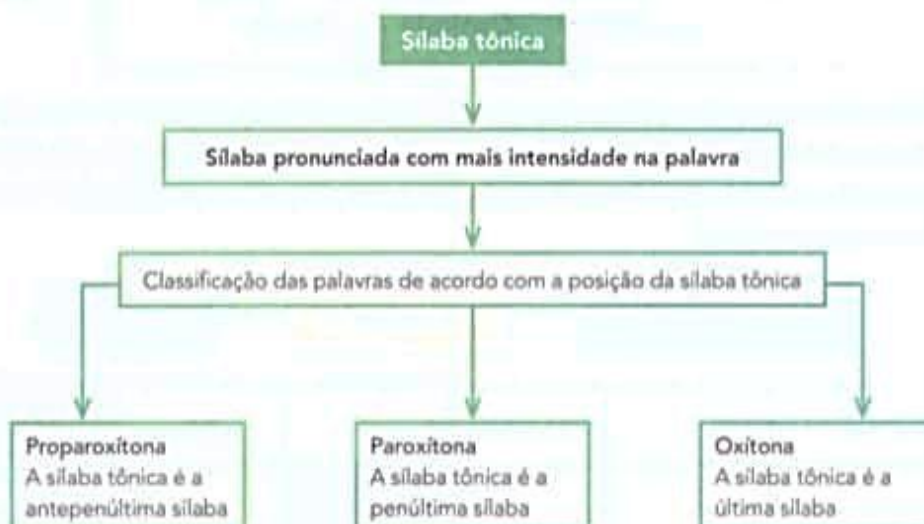 Sílaba tônica
Sílaba pronunciada com mais intensidade na palavra
Classificação das palavras de acordo com a posição da sílaba tônica
Proparoxítona
A sílaba tônica é a
antepenúltima sílaba
Paroxítona
A sílaba tônica é a
penúltima sílaba
Oxítona
A sílaba tônica é a
última sílaba